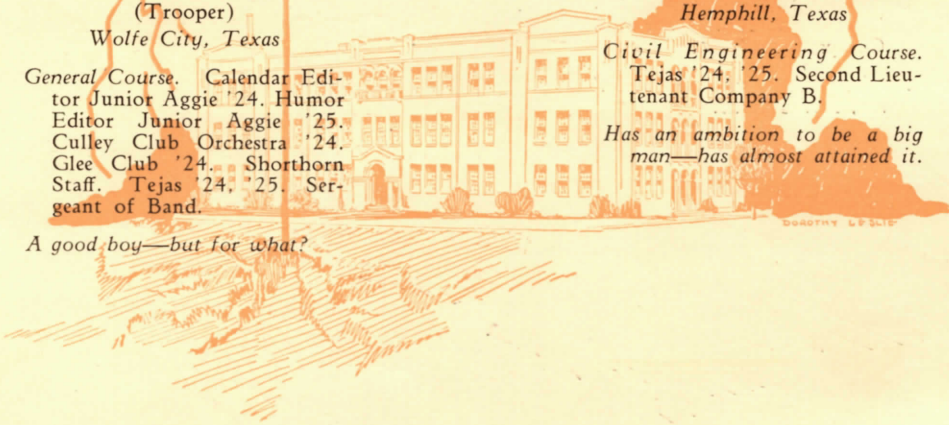 (Trooper)
Wolfe City, Texas
General Course. Calendar Edi-
tor Junior Aggie '24. Humor
Editor Junior Aggie '25.
Culley Club Orchestra '24.
Glee Club '24. Shorthorn
Staff. Tejas '24, '25. Ser-
geant of Band.
A good boy—but for what?
Hemphill, Texas
Civil Engineering Course.
Tejas '24, '25. Second Lieu-
tenant Company B.
Has an ambition to be a big
man—has almost attained it.
DOROTHY LESLIE